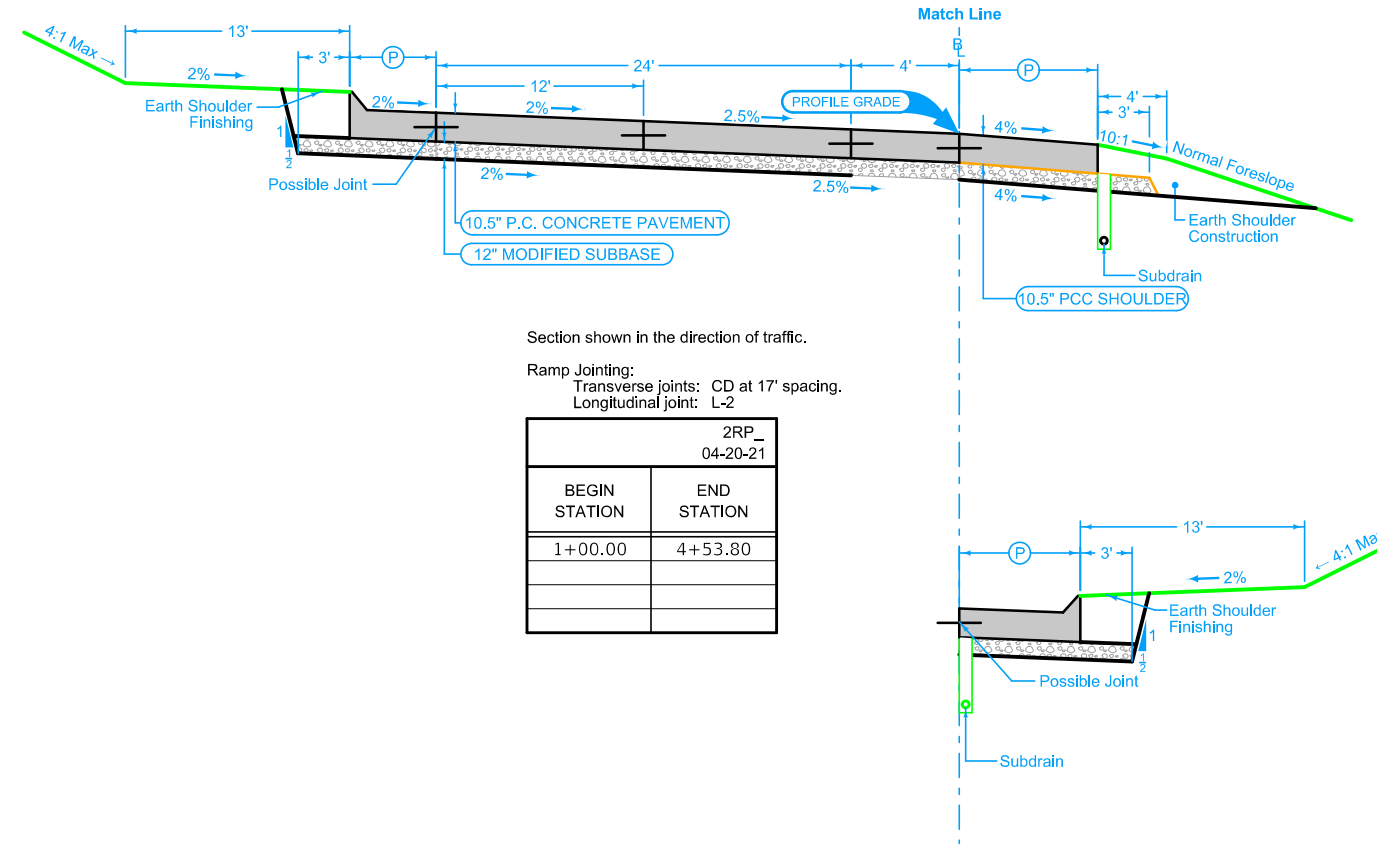 Match Line
B
L
13'
4:1 Max →
3'
P
24'
4'
P
2%
12'
PROFILE GRADE
4'
3'
Earth Shoulder
Finishing
2%
2%
2.5%
4%
10:1
Normal Foreslope
1
1
2
Possible Joint
2%
2.5%
4%
10.5" P.C. CONCRETE PAVEMENT
12" MODIFIED SUBBASE
Earth Shoulder
Construction
Subdrain
10.5" PCC SHOULDER
Section shown in the direction of traffic.
Ramp Jointing:
Transverse joints: CD at 17' spacing.
Longitudinal joint: L-2
2RP_
04-20-21
BEGIN
STATION
END
STATION
1+00.00
4+53.80
13'
P
3'
← 4:1 Ma
2%
Earth Shoulder
Finishing
1
1
2
Possible Joint
Subdrain